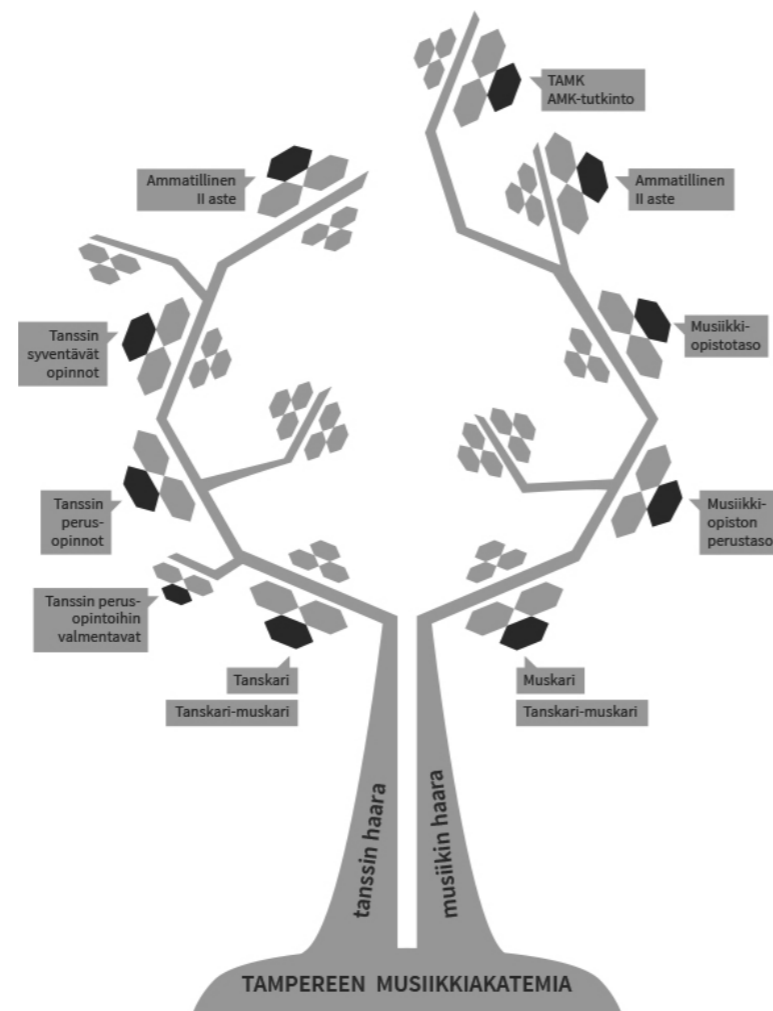 TAMK
AMK-tutkinto
Ammatillinen
II aste
Ammatillinen
II aste
Tanssin
syventävät
opinnot
Musiikki-
opistotaso
Tanssin
perus-
opinnot
Musiikki-
opiston
perustaso
Tanssin perus-
opintoihin
valmentavat
Tanskari
Tanskari-muskari
Muskari
Tanskari-muskari
tanssin haara
musiikin haara
TAMPEREEN MUSIIKKIAKATEMIA